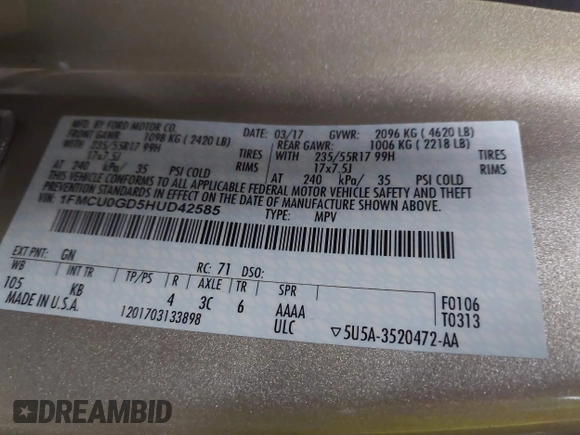 MFD. BY FORD MOTOR CO.
DATE: 03/17 GVWR: 2096 KG (4620 LB)
FRONT GAWR: 1098 KG (2420 LB) REAR GAWR: 1006 KG (2218 LB)
WITH 235/55R17 99H TIRES WITH 235/55R17 99H TIRES
17x7.5J RIMS 17x7.5J RIMS
AT 240 kPa/ 35 PSI COLD AT 240 kPa/ 35 PSI COLD
THIS VEHICLE CONFORMS TO ALL APPLICABLE FEDERAL MOTOR VEHICLE SAFETY AND THEFT
PREVENTION STANDARDS IN EFFECT ON THE DATE OF MANUFACTURE SHOWN ABOVE.
VIN: 1FMCU0GD5HUD42585 TYPE: MPV
EXT PNT: GN RC: 71 DSO:
WB INT TR TP/PS R AXLE TR SPR
105 KB 4 3C 6 AAAA
ULC
MADE IN U.S.A. 1201703133898
F0106
T0313
▽5U5A-3520472-AA
DREAMBID